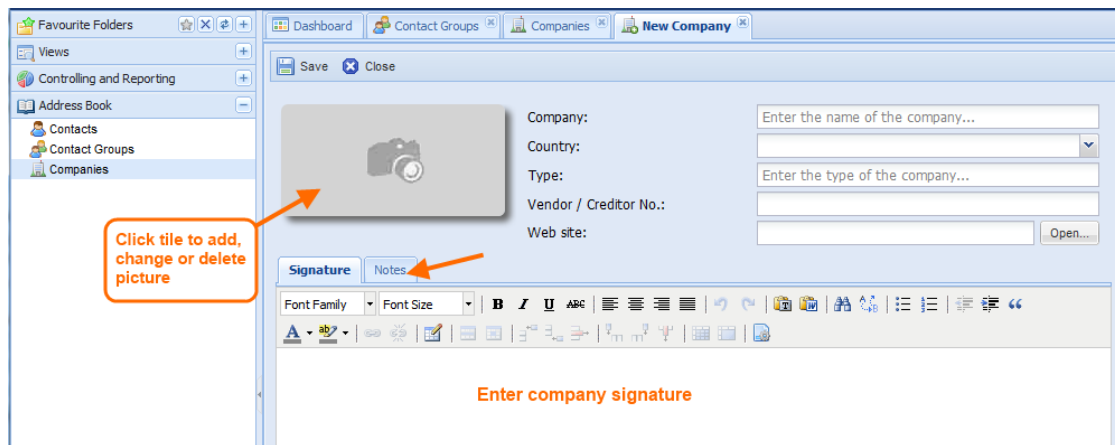 Favourite Folders
Views
Controlling and Reporting
Address Book
Contacts
Contact Groups
Companies
Dashboard
Contact Groups
Companies
New Company
Save
Close
Company:
Enter the name of the company...
Country:
Type:
Enter the type of the company...
Vendor / Creditor No.:
Web site:
Open...
Click tile to add,
change or delete
picture
Signature
Notes
Font Family
Font Size
B I U ABC
A ab
Enter company signature